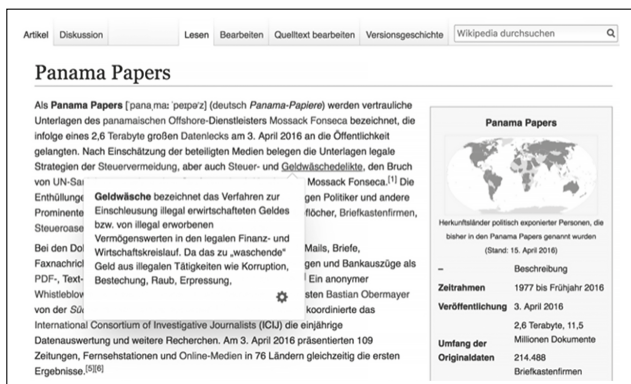 Artikel Diskussion Lesen Bearbeiten Quelltext bearbeiten Versionsgeschichte Wikipedia durchsuchen
Panama Papers
Als Panama Papers [ˈpanaˌmaː ˈpeɪpəʳz] (deutsch Panama-Papiere) werden vertrauliche
Unterlagen des panamaischen Offshore-Dienstleisters Mossack Fonseca bezeichnet, die
infolge eines 2,6 Terabyte großen Datenlecks am 3. April 2016 an die Öffentlichkeit
gelangten. Nach Einschätzung der beteiligten Medien belegen die Unterlagen legale
Strategien der Steuervermeidung, aber auch Steuer- und Geldwäschedelikte, den Bruch
von UN-Sa Mossack Fonseca.[1] Die
Enthüllunge gen Politiker und andere
Prominente flöcher, Briefkastenfirmen,
Steueroase
Bei den Dol Mails, Briefe,
Faxnachric gen und Bankauszüge als
PDF-, Text- Ein anonymer
Whistleblow sten Bastian Obermayer
von der Sü koordinierte das
International Consortium of Investigative Journalists (ICIJ) die einjährige
Datenauswertung und weitere Recherchen. Am 3. April 2016 präsentierten 109
Zeitungen, Fernsehstationen und Online-Medien in 76 Ländern gleichzeitig die ersten
Ergebnisse.[5][6]
Geldwäsche bezeichnet das Verfahren zur
Einschleusung illegal erwirtschafteten Geldes
bzw. von illegal erworbenen
Vermögenswerten in den legalen Finanz- und
Wirtschaftskreislauf. Da das zu „waschende“
Geld aus illegalen Tätigkeiten wie Korruption,
Bestechung, Raub, Erpressung,
Panama Papers
Herkunftsländer politisch exponierter Personen, die
bisher in den Panama Papers genannt wurden
(Stand: 15. April 2016)
– Beschreibung
Zeitrahmen 1977 bis Frühjahr 2016
Veröffentlichung 3. April 2016
Umfang der Originaldaten
2,6 Terabyte, 11,5
Millionen Dokumente
214.488
Briefkastenfirmen